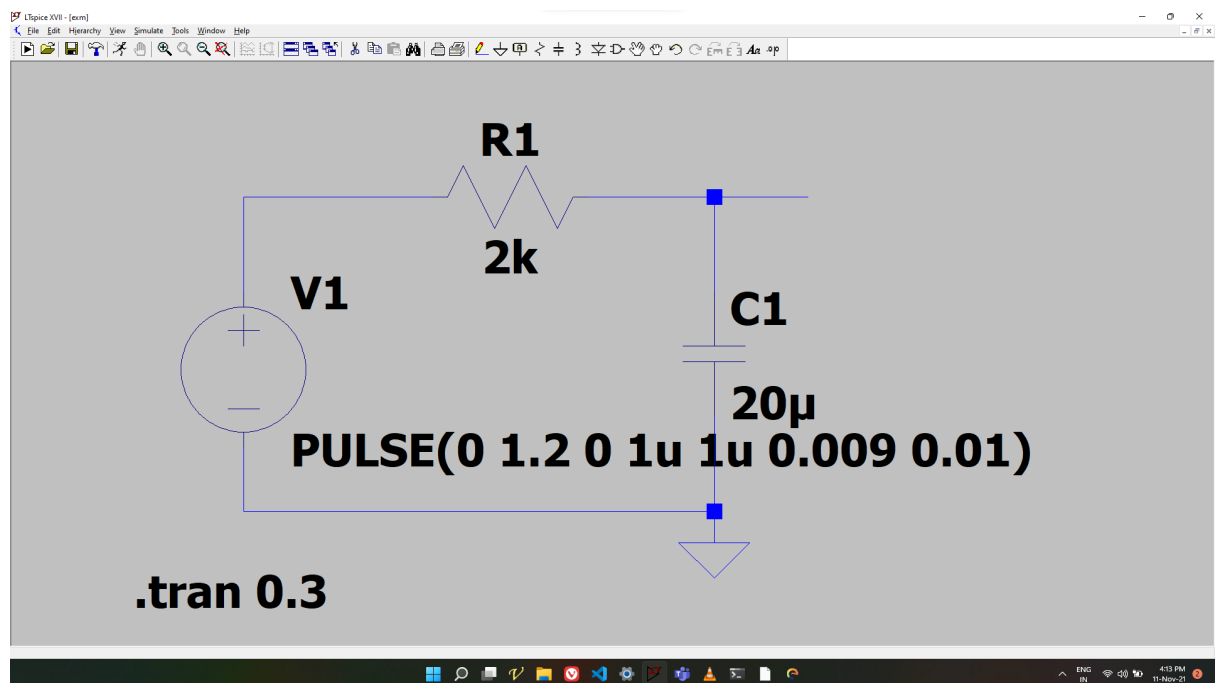 LTspice XVII - [exm]
File Edit Hierarchy View Simulate Tools Window Help
R1
2k
V1
C1
20µ
PULSE(0 1.2 0 1u 1u 0.009 0.01)
.tran 0.3
ENG
IN
4:13 PM
11-Nov-21
2